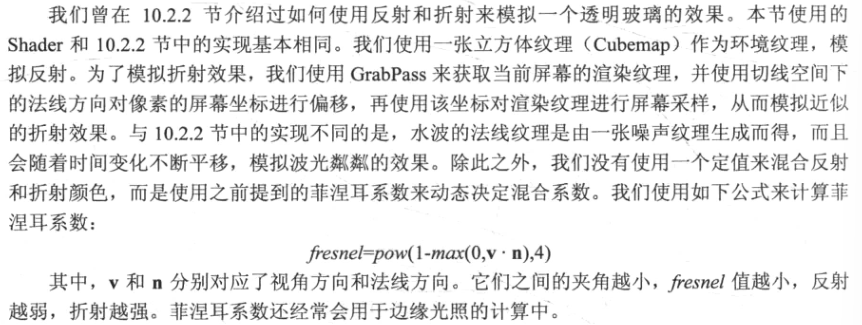 我们曾在 10.2.2 节介绍过如何使用反射和折射来模拟一个透明玻璃的效果。本节使用的
Shader 和 10.2.2 节中的实现基本相同。我们使用一张立方体纹理（Cubemap）作为环境纹理，模
拟反射。为了模拟折射效果，我们使用 GrabPass 来获取当前屏幕的渲染纹理，并使用切线空间下
的法线方向对像素的屏幕坐标进行偏移，再使用该坐标对渲染纹理进行屏幕采样，从而模拟近似
的折射效果。与 10.2.2 节中的实现不同的是，水波的法线纹理是由一张噪声纹理生成而得，而且
会随着时间变化不断平移，模拟波光粼粼的效果。除此之外，我们没有使用一个定值来混合反射
和折射颜色，而是使用之前提到的菲涅耳系数来动态决定混合系数。我们使用如下公式来计算菲
涅耳系数：
fresnel=pow(1-max(0,v · n),4)
其中，v 和 n 分别对应了视角方向和法线方向。它们之间的夹角越小，fresnel 值越小，反射
越弱，折射越强。菲涅耳系数还经常会用于边缘光照的计算中。